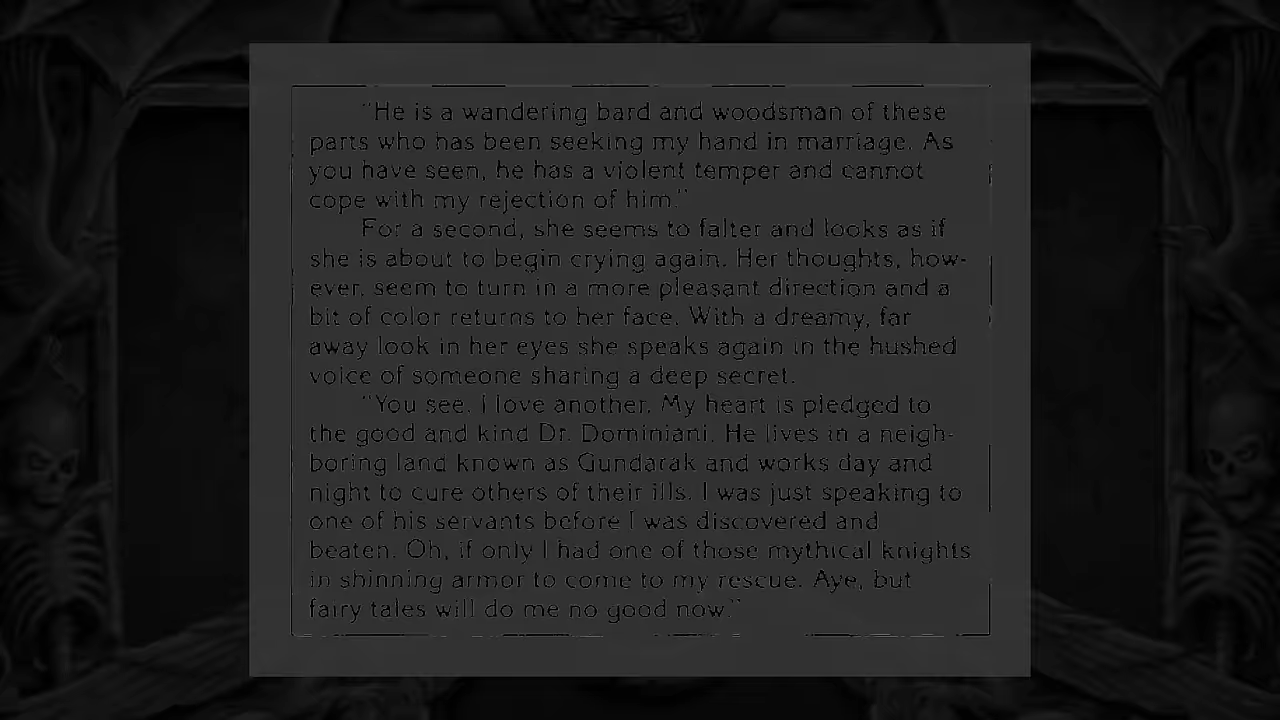 "He is a wandering bard and woodsman of these
parts who has been seeking my hand in marriage. As
you have seen, he has a violent temper and cannot
cope with my rejection of him."
For a second, she seems to falter and looks as if
she is about to begin crying again. Her thoughts, how-
ever, seem to turn in a more pleasant direction and a
bit of color returns to her face. With a dreamy, far
away look in her eyes she speaks again in the hushed
voice of someone sharing a deep secret.
"You see, I love another. My heart is pledged to
the good and kind Dr. Dominiani. He lives in a neigh-
boring land known as Gundarak and works day and
night to cure others of their ills. I was just speaking to
one of his servants before I was discovered and
beaten. Oh, if only I had one of those mythical knights
in shinning armor to come to my rescue. Aye, but
fairy tales will do me no good now."